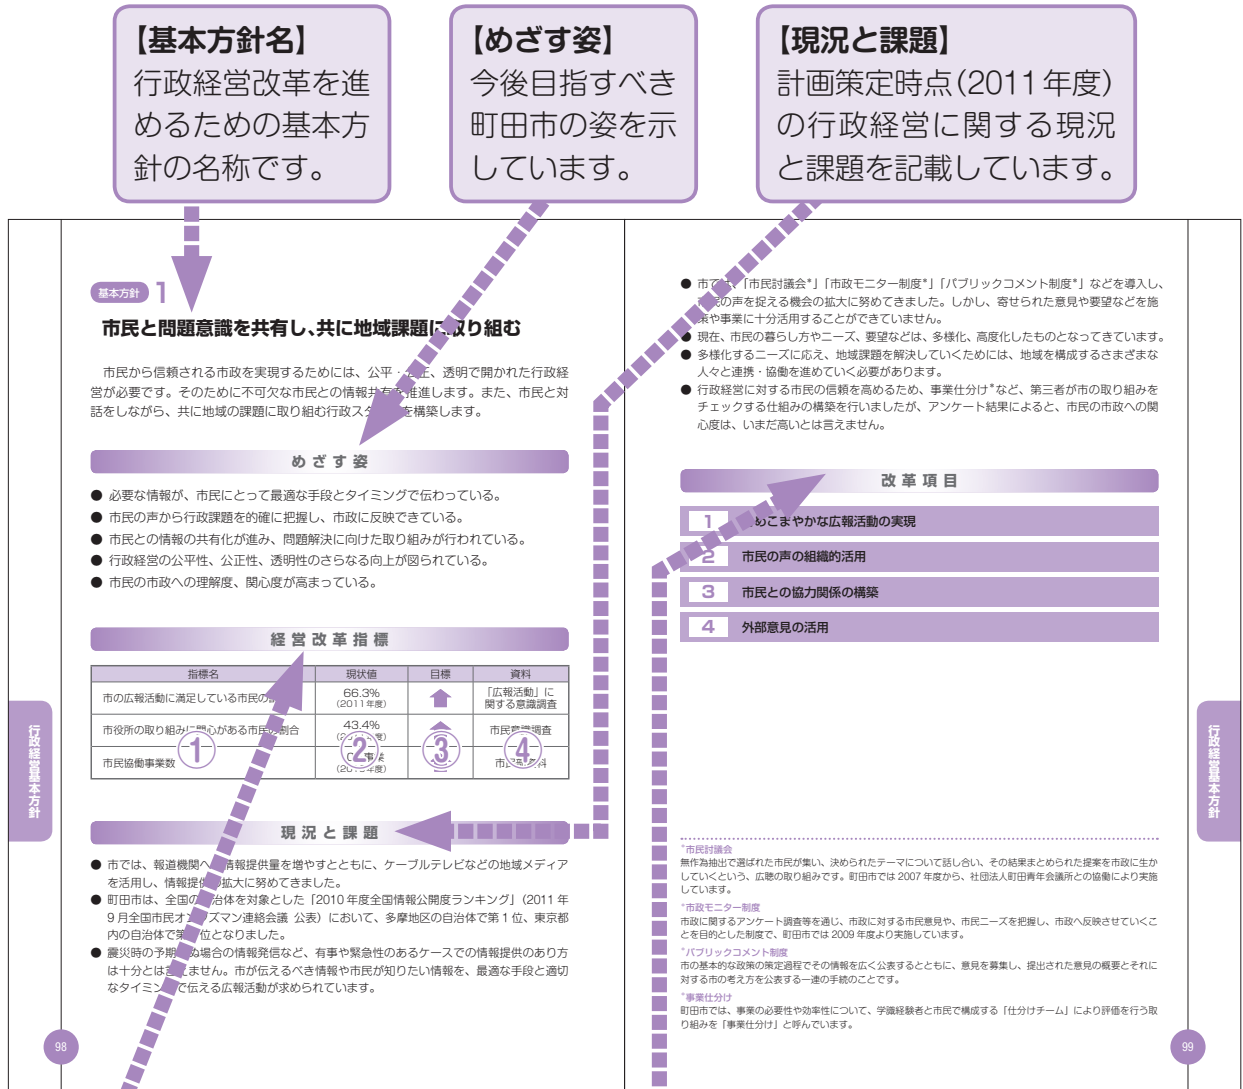 【基本方針名】
行政経営改革を進
めるための基本方
針の名称です。
【めざす姿】
今後目指すべき
町田市の姿を示
しています。
【現況と課題】
計画策定時点(2011年度)
の行政経営に関する現況
と課題を記載しています。
基本方針 1
市民と問題意識を共有し、共に地域課題に取り組む
市民から信頼される市政を実現するためには、公平・公正、透明で開かれた行政経
営が必要です。そのために不可欠な市民との情報共有を推進します。また、市民と対
話をしながら、共に地域の課題に取り組む行政スタイルを構築します。
めざす姿
● 必要な情報が、市民にとって最適な手段とタイミングで伝わっている。
● 市民の声から行政課題を的確に把握し、市政に反映できている。
● 市民との情報の共有化が進み、問題解決に向けた取り組みが行われている。
● 行政経営の公平性、公正性、透明性のさらなる向上が図られている。
● 市民の市政への理解度、関心度が高まっている。
経営改革指標
指標名 現状値 目標 資料
市の広報活動に満足している市民の 66.3% 「広報活動」に
(2011年度) 関する意識調査
市役所の取り組みに関心がある市民の割合 43.4% 市民意識調査
① ② ③ ④
市民協働事業数 事業
現況と課題
● 市では、報道機関へ 情報提供量を増やすとともに、ケーブルテレビなどの地域メディア
を活用し、情報提供の拡大に努めてきました。
● 町田市は、全国の自治体を対象とした「2010年度全国情報公開度ランキング」(2011年
9月全国市民オンブズマン連絡会議 公表)において、多摩地区の自治体で第1位、東京都
内の自治体で第 位となりました。
● 震災時の予期せぬ場合の情報発信など、有事や緊急性のあるケースでの情報提供のあり方
は十分とは言えません。市が伝えるべき情報や市民が知りたい情報を、最適な手段と適切
なタイミングで伝える広報活動が求められています。
行政経営基本方針
98
● 市では、「市民討議会*」「市政モニター制度*」「パブリックコメント制度*」などを導入し、
市民の声を捉える機会の拡大に努めてきました。しかし、寄せられた意見や要望などを施
策や事業に十分活用することができていません。
● 現在、市民の暮らし方やニーズ、要望などは、多様化、高度化したものとなってきています。
● 多様化するニーズに応え、地域課題を解決していくためには、地域を構成するさまざまな
人々と連携・協働を進めていく必要があります。
● 行政経営に対する市民の信頼を高めるため、事業仕分け*など、第三者が市の取り組みを
チェックする仕組みの構築を行いましたが、アンケート結果によると、市民の市政への関
心度は、いまだ高いとは言えません。
改革項目
1 きめこまやかな広報活動の実現
2 市民の声の組織的活用
3 市民との協力関係の構築
4 外部意見の活用
*市民討議会
無作為抽出で選ばれた市民が集い、決められたテーマについて話し合い、その結果まとめられた提案を市政に生か
していくという、広聴の取り組みです。町田市では2007年度から、社団法人町田青年会議所との協働により実施
しています。
*市政モニター制度
市政に関するアンケート調査等を通じ、市政に対する市民意見や、市民ニーズを把握し、市政へ反映させていくこ
とを目的とした制度で、町田市では2009年度より実施しています。
*パブリックコメント制度
市の基本的な政策の策定過程でその情報を広く公表するとともに、意見を募集し、提出された意見の概要とそれに
対する市の考え方を公表する一連の手続のことです。
*事業仕分け
町田市では、事業の必要性や効率性について、学識経験者と市民で構成する「仕分けチーム」により評価を行う取
り組みを「事業仕分け」と呼んでいます。
行政経営基本方針
99